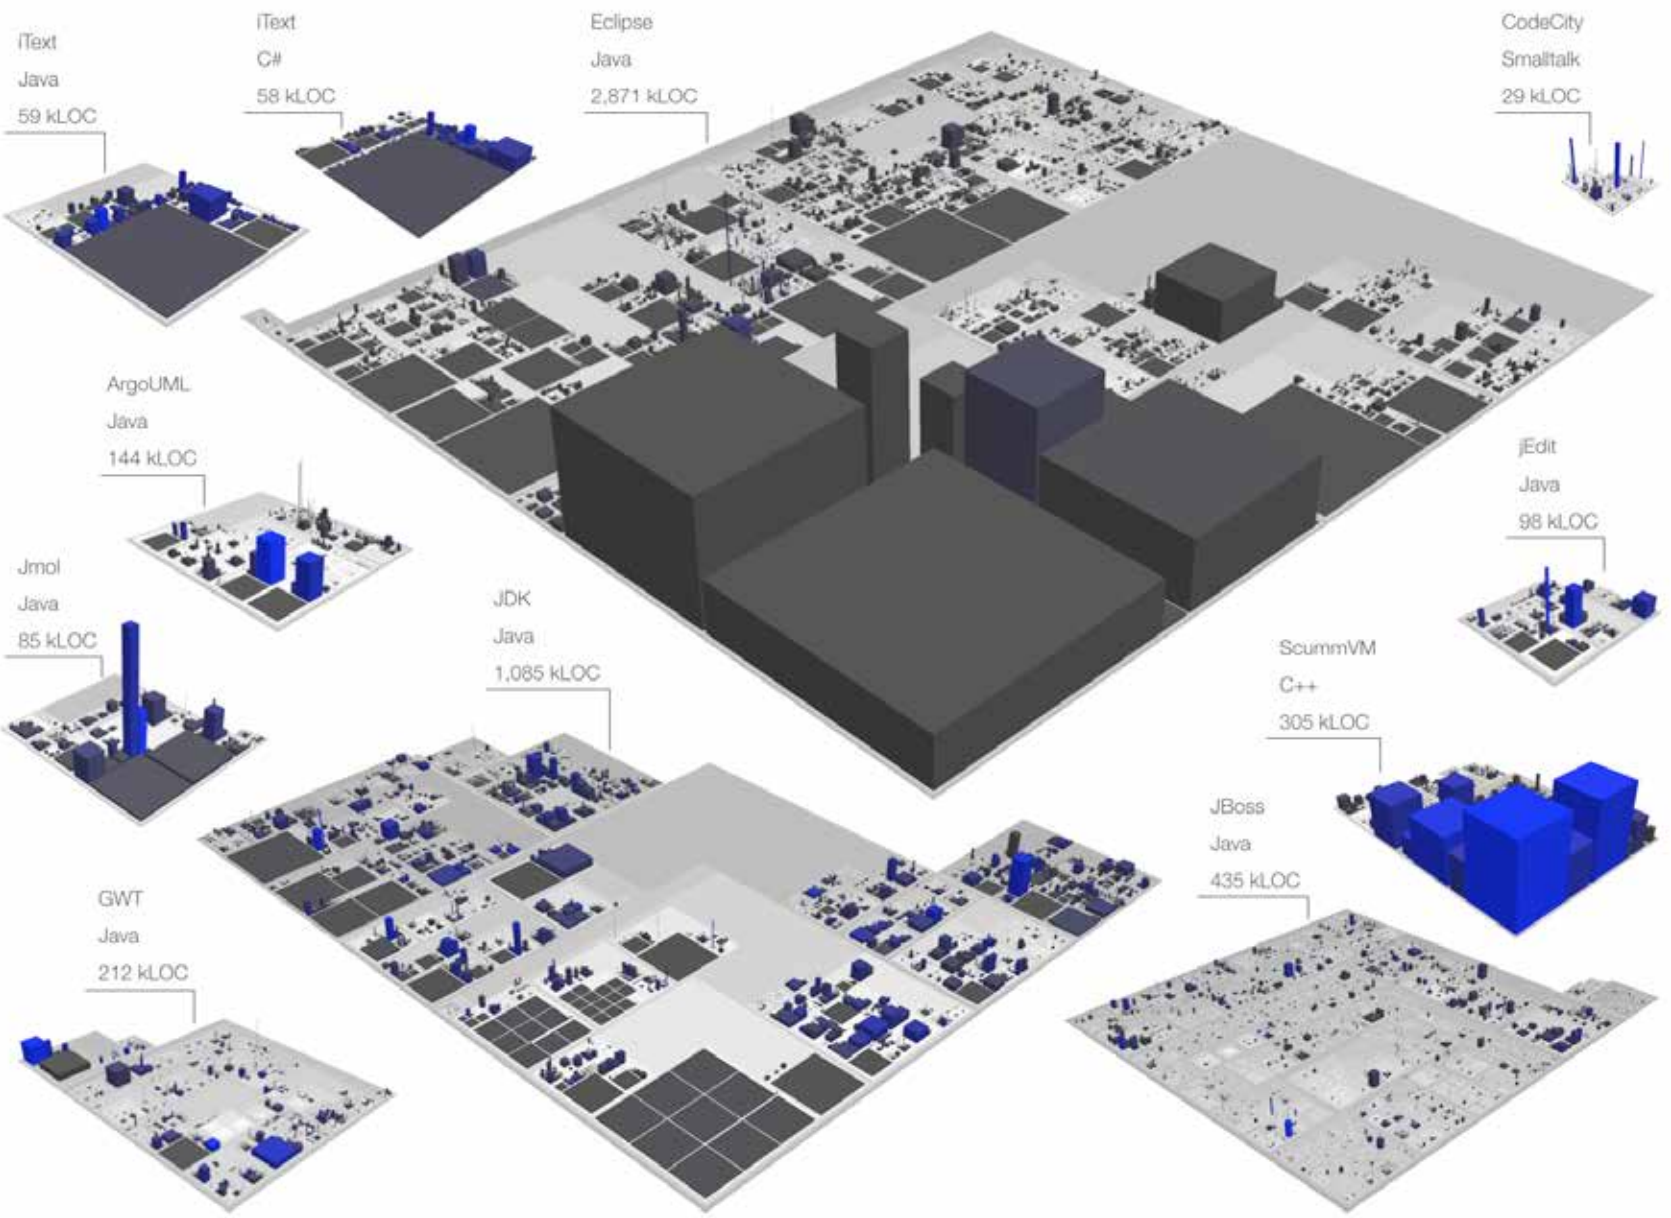 iText
Java
59 kLOC
iText
C#
58 kLOC
Eclipse
Java
2,871 kLOC
CodeCity
Smalltalk
29 kLOC
ArgoUML
Java
144 kLOC
jEdit
Java
98 kLOC
Jmol
Java
85 kLOC
JDK
Java
1,085 kLOC
ScummVM
C++
305 kLOC
JBoss
Java
435 kLOC
GWT
Java
212 kLOC